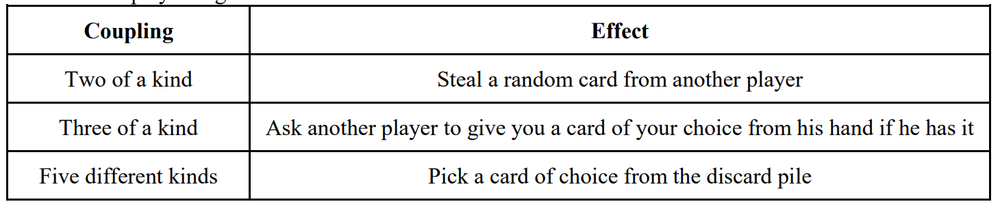 Coupling Effect
Two of a kind Steal a random card from another player
Three of a kind Ask another player to give you a card of your choice from his hand if he has it
Five different kinds Pick a card of choice from the discard pile